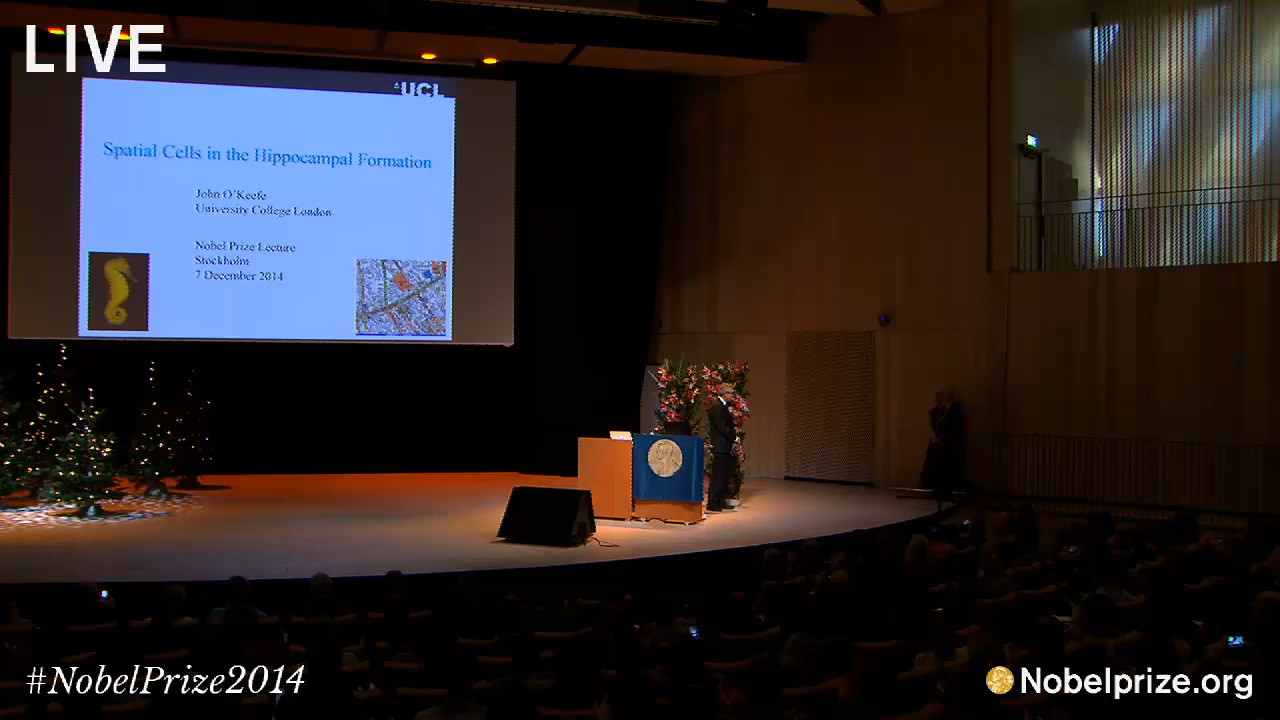 LIVE
UCL
Spatial Cells in the Hippocampal Formation
John O'Keefe
University College London
Nobel Prize Lecture
Stockholm
7 December 2014
#NobelPrize2014
Nobelprize.org